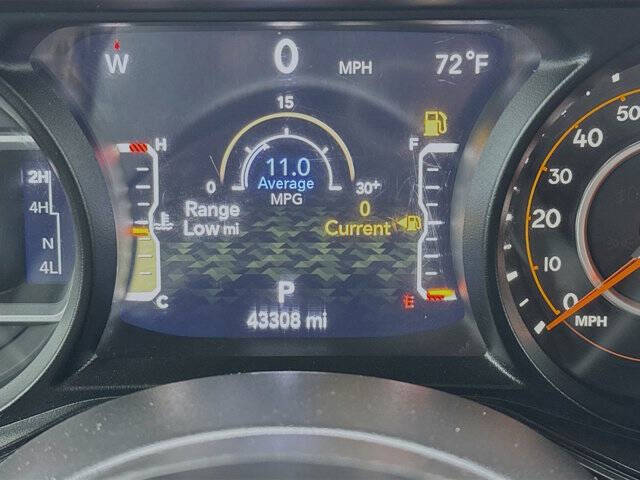 W 0 MPH 72°F
15
H F
11.0
Average
MPG
0 30+
Range 0
Low mi Current
C E
P
43308 mi
2H
4H
N
4L
50
40
30
20
10
0
MPH